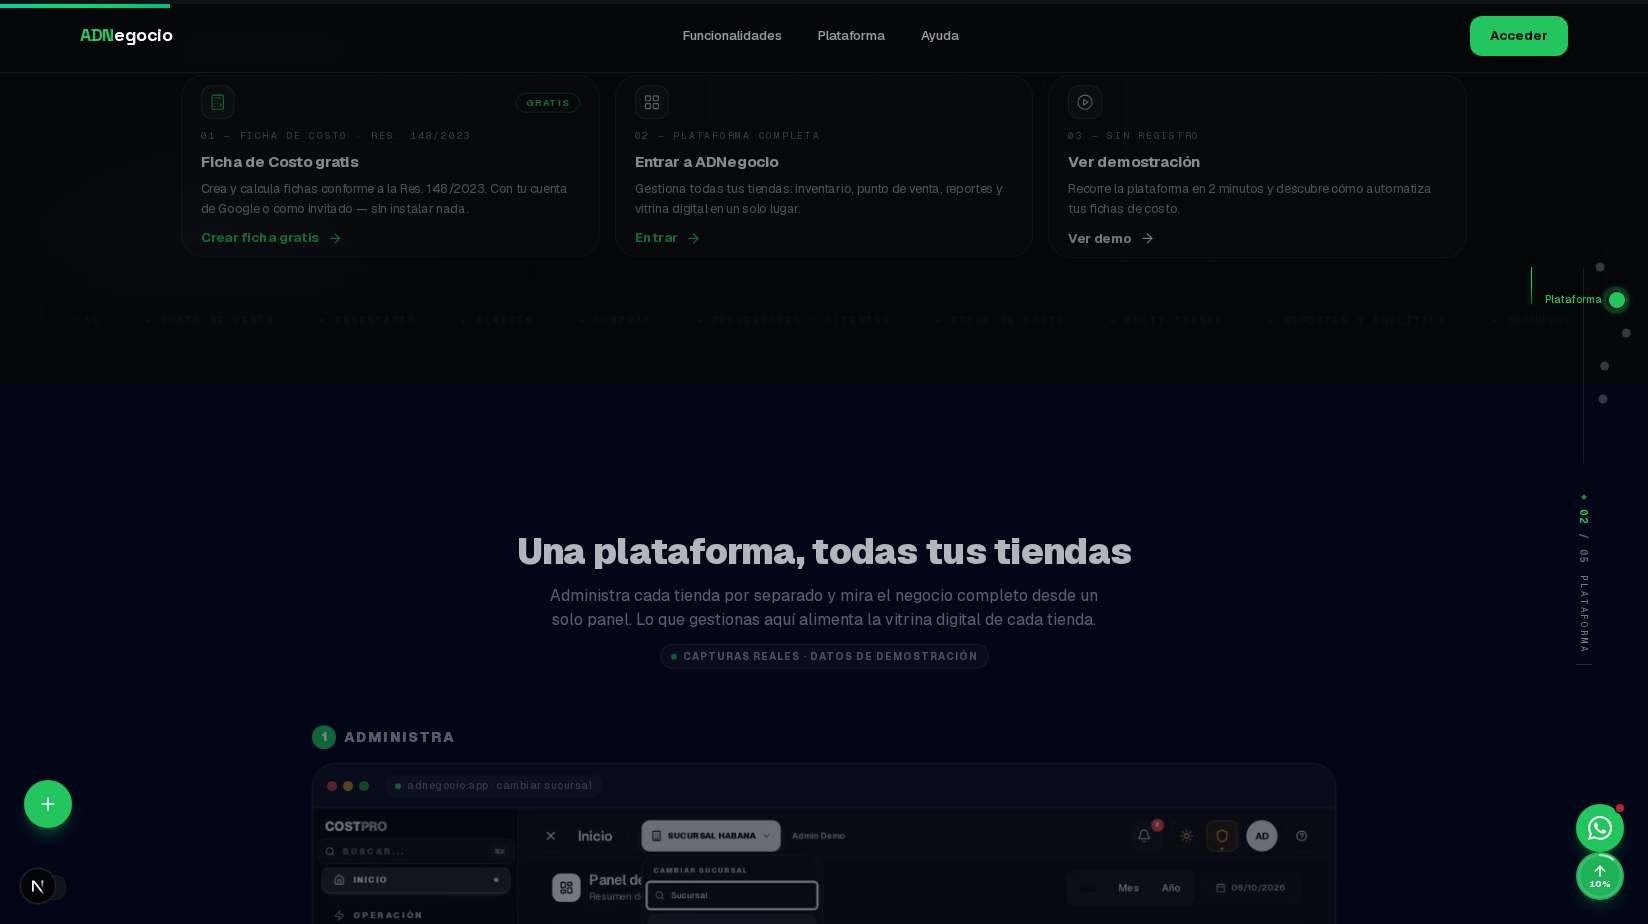 ADNegocio
Funcionalidades
Plataforma
Ayuda
Acceder
GRATIS
01 — FICHA DE COSTO · RES. 148/2023
Ficha de Costo gratis
Crea y calcula fichas conforme a la Res. 148/2023. Con tu cuenta
de Google o como invitado — sin instalar nada.
Crear ficha gratis →
02 — PLATAFORMA COMPLETA
Entrar a ADNegocio
Gestiona todas tus tiendas: inventario, punto de venta, reportes y
vitrina digital en un solo lugar.
Entrar →
03 — SIN REGISTRO
Ver demostración
Recorre la plataforma en 2 minutos y descubre cómo automatiza
tus fichas de costo.
Ver demo →
Plataforma
02 / 05 PLATAFORMA
Una plataforma, todas tus tiendas
Administra cada tienda por separado y mira el negocio completo desde un
solo panel. Lo que gestionas aquí alimenta la vitrina digital de cada tienda.
CAPTURAS REALES · DATOS DE DEMOSTRACIÓN
1 ADMINISTRA
adnegocio.app · cambiar sucursal
COSTPRO
BUSCAR...
INICIO
OPERACIÓN
Inicio
SUCURSAL HABANA
Admin Demo
AD
CAMBIAR SUCURSAL
Sucursal
Panel de
Resumen d
Mes
Año
06/10/2026
N
10%